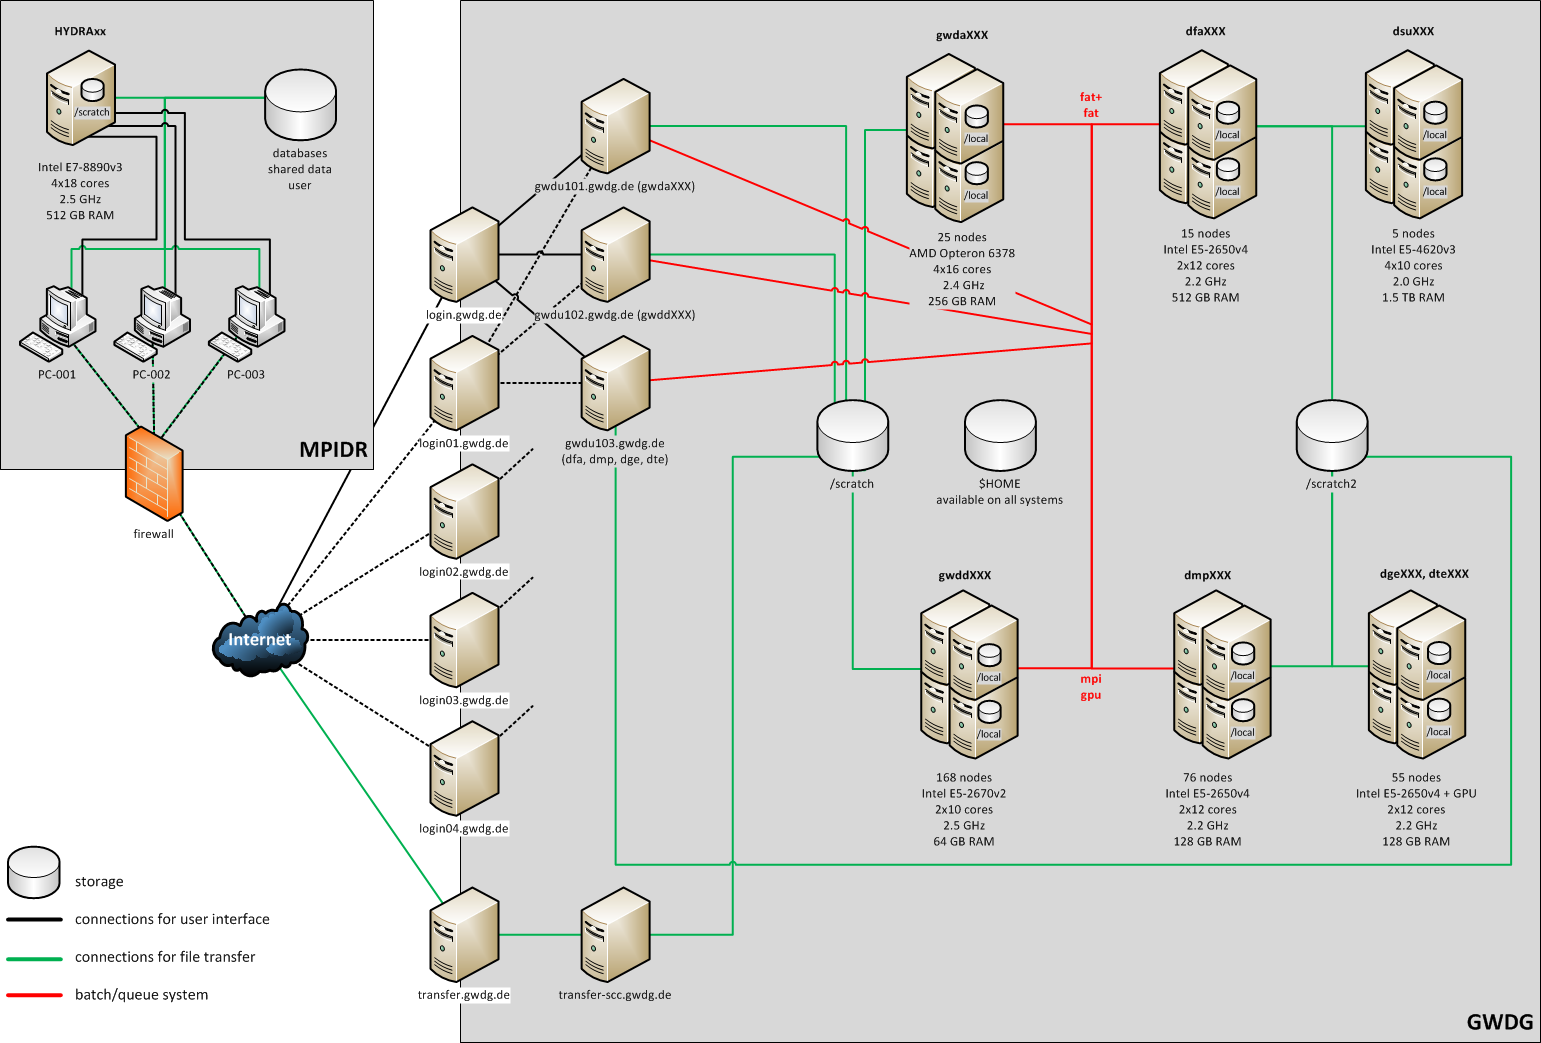 HYDRAxx
/scratch
Intel E7-8890v3
4x18 cores
2.5 GHz
512 GB RAM
databases
shared data
user
PC-001
PC-002
PC-003
MPIDR
firewall
Internet
login.gwdg.de
login01.gwdg.de
login02.gwdg.de
login03.gwdg.de
login04.gwdg.de
transfer.gwdg.de
gwdu101.gwdg.de (gwdaXXX)
gwdu102.gwdg.de (gwddXXX)
gwdu103.gwdg.de
(dfa, dmp, dge, dte)
transfer-scc.gwdg.de
gwdaXXX
/local
/local
25 nodes
AMD Opteron 6378
4x16 cores
2.4 GHz
256 GB RAM
fat+
fat
dfaXXX
/local
/local
15 nodes
Intel E5-2650v4
2x12 cores
2.2 GHz
512 GB RAM
dsuXXX
/local
/local
5 nodes
Intel E5-4620v3
4x10 cores
2.0 GHz
1.5 TB RAM
/scratch
$HOME
available on all systems
/scratch2
gwddXXX
/local
/local
168 nodes
Intel E5-2670v2
2x10 cores
2.5 GHz
64 GB RAM
mpi
gpu
dmpXXX
/local
/local
76 nodes
Intel E5-2650v4
2x12 cores
2.2 GHz
128 GB RAM
dgeXXX, dteXXX
/local
/local
55 nodes
Intel E5-2650v4 + GPU
2x12 cores
2.2 GHz
128 GB RAM
storage
connections for user interface
connections for file transfer
batch/queue system
GWDG